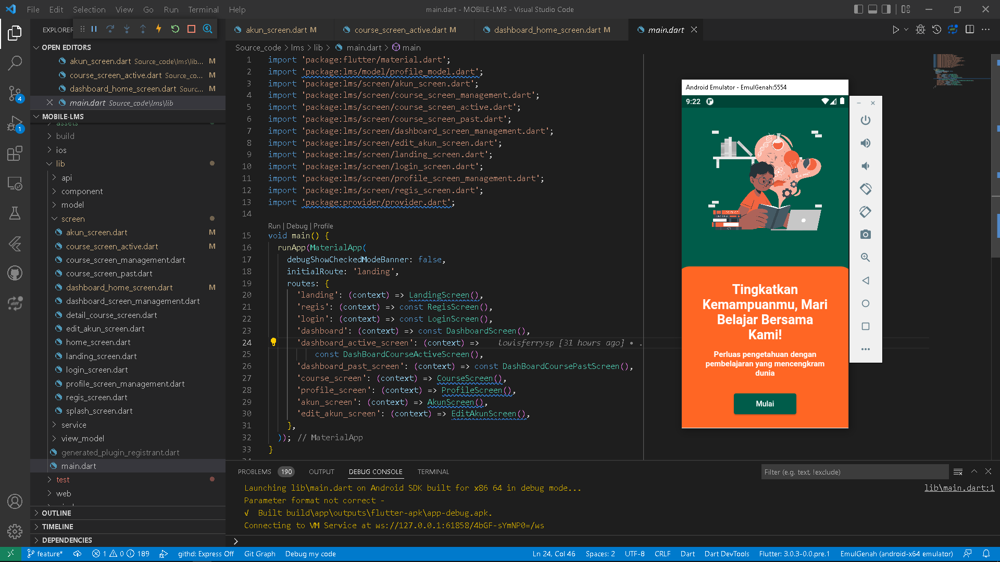 File Edit Selection View Go Run Terminal Help
main.dart - MOBILE-LMS - Visual Studio Code
EXPLORER
OPEN EDITORS
akun_screen.dart Source_code\lms\lib... M
course_screen_active.dart Source_co... M
dashboard_home_screen.dart Sourc... M
main.dart Source_code\lms\lib
MOBILE-LMS
assets
build
ios
lib
api
component
model
screen
akun_screen.dart M
course_screen_active.dart M
course_screen_management.dart
course_screen_past.dart
dashboard_home_screen.dart M
dashboard_screen_management.dart
detail_course_screen.dart
edit_akun_screen.dart
home_screen.dart
landing_screen.dart
login_screen.dart
profile_screen_management.dart
regis_screen.dart
splash_screen.dart
service
view_model
generated_plugin_registrant.dart
main.dart
test
web
OUTLINE
TIMELINE
DEPENDENCIES
4
1
akun_screen.dart M course_screen_active.dart M dashboard_home_screen.dart M main.dart
Source_code > lms > lib > main.dart > main
1 import 'package:flutter/material.dart';
2 import 'package:lms/model/profile_model.dart';
3 import 'package:lms/screen/akun_screen.dart';
4 import 'package:lms/screen/course_screen_management.dart';
5 import 'package:lms/screen/course_screen_active.dart';
6 import 'package:lms/screen/course_screen_past.dart';
7 import 'package:lms/screen/dashboard_screen_management.dart';
8 import 'package:lms/screen/edit_akun_screen.dart';
9 import 'package:lms/screen/landing_screen.dart';
10 import 'package:lms/screen/login_screen.dart';
11 import 'package:lms/screen/profile_screen_management.dart';
12 import 'package:lms/screen/regis_screen.dart';
13 import 'package:provider/provider.dart';
14
Run | Debug | Profile
15 void main() {
16 runApp(MaterialApp(
17 debugShowCheckedModeBanner: false,
18 initialRoute: 'landing',
19 routes: {
20 'landing': (context) => LandingScreen(),
21 'regis': (context) => const RegisScreen(),
22 'login': (context) => const LoginScreen(),
23 'dashboard': (context) => const DashboardScreen(),
24 'dashboard_active_screen': (context) => louisferrysp [31 hours ago] • .
25 const DashBoardCourseActiveScreen(),
26 'dashboard_past_screen': (context) => const DashBoardCoursePastScreen(),
27 'course_screen': (context) => CourseScreen(),
28 'profile_screen': (context) => ProfileScreen(),
29 'akun_screen': (context) => AkunScreen(),
30 'edit_akun_screen': (context) => EditAkunScreen(),
31 },
32 )); // MaterialApp
33 }
Android Emulator - EmulGenah:5554
9:22
Tingkatkan
Kemampuanmu, Mari
Belajar Bersama
Kami!
Perluas pengetahuan dengan
pembelajaran yang mencengkram
dunia
Mulai
PROBLEMS 190 OUTPUT DEBUG CONSOLE TERMINAL
Filter (e.g. text, !exclude)
Launching lib\main.dart on Android SDK built for x86 64 in debug mode...
lib\main.dart:1
Parameter format not correct -
√ Built build\app\outputs\flutter-apk\app-debug.apk.
Connecting to VM Service at ws://127.0.0.1:61858/4bGF-sYmNP0=/ws
feature* 1 0 189 githd: Express Off Git Graph Debug my code
Ln 24, Col 46 Spaces: 2 UTF-8 CRLF Dart Dart DevTools Flutter: 3.0.3-0.0.pre.1 EmulGenah (android-x64 emulator)